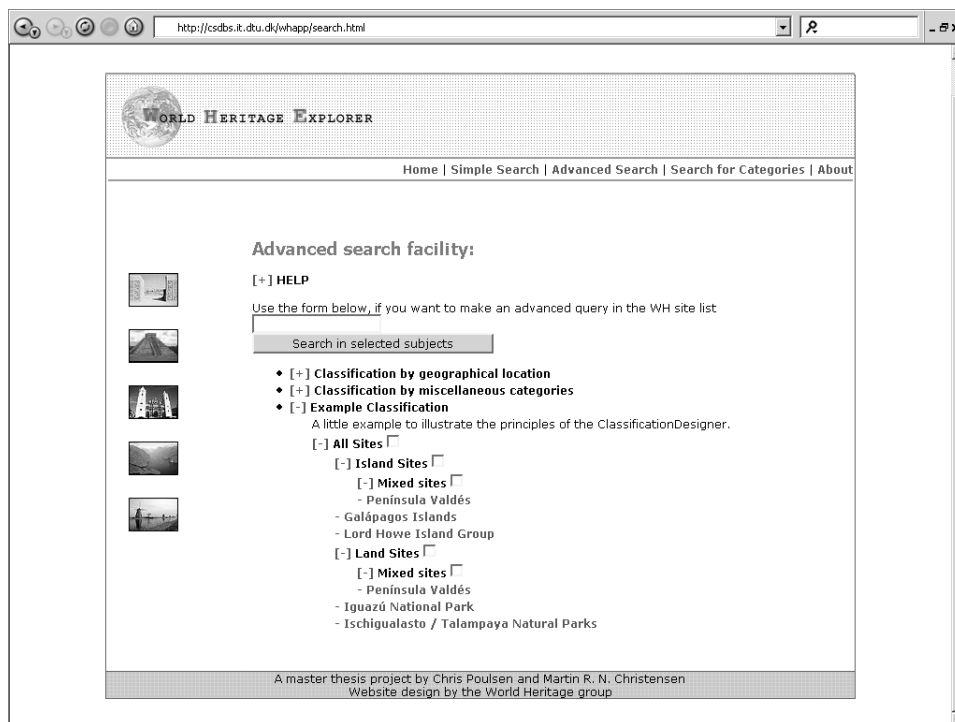 http://csdbs.it.dtu.dk/whapp/search.html
WORLD HERITAGE EXPLORER
Home | Simple Search | Advanced Search | Search for Categories | About
Advanced search facility:
[+] HELP
Use the form below, if you want to make an advanced query in the WH site list
Search in selected subjects
◆ [+] Classification by geographical location
◆ [+] Classification by miscellaneous categories
◆ [-] Example Classification
A little example to illustrate the principles of the ClassificationDesigner.
[-] All Sites
[-] Island Sites
[-] Mixed sites
- Península Valdés
- Galápagos Islands
- Lord Howe Island Group
[-] Land Sites
[-] Mixed sites
- Península Valdés
- Iguazú National Park
- Ischigualasto / Talampaya Natural Parks
A master thesis project by Chris Poulsen and Martin R. N. Christensen
Website design by the World Heritage group